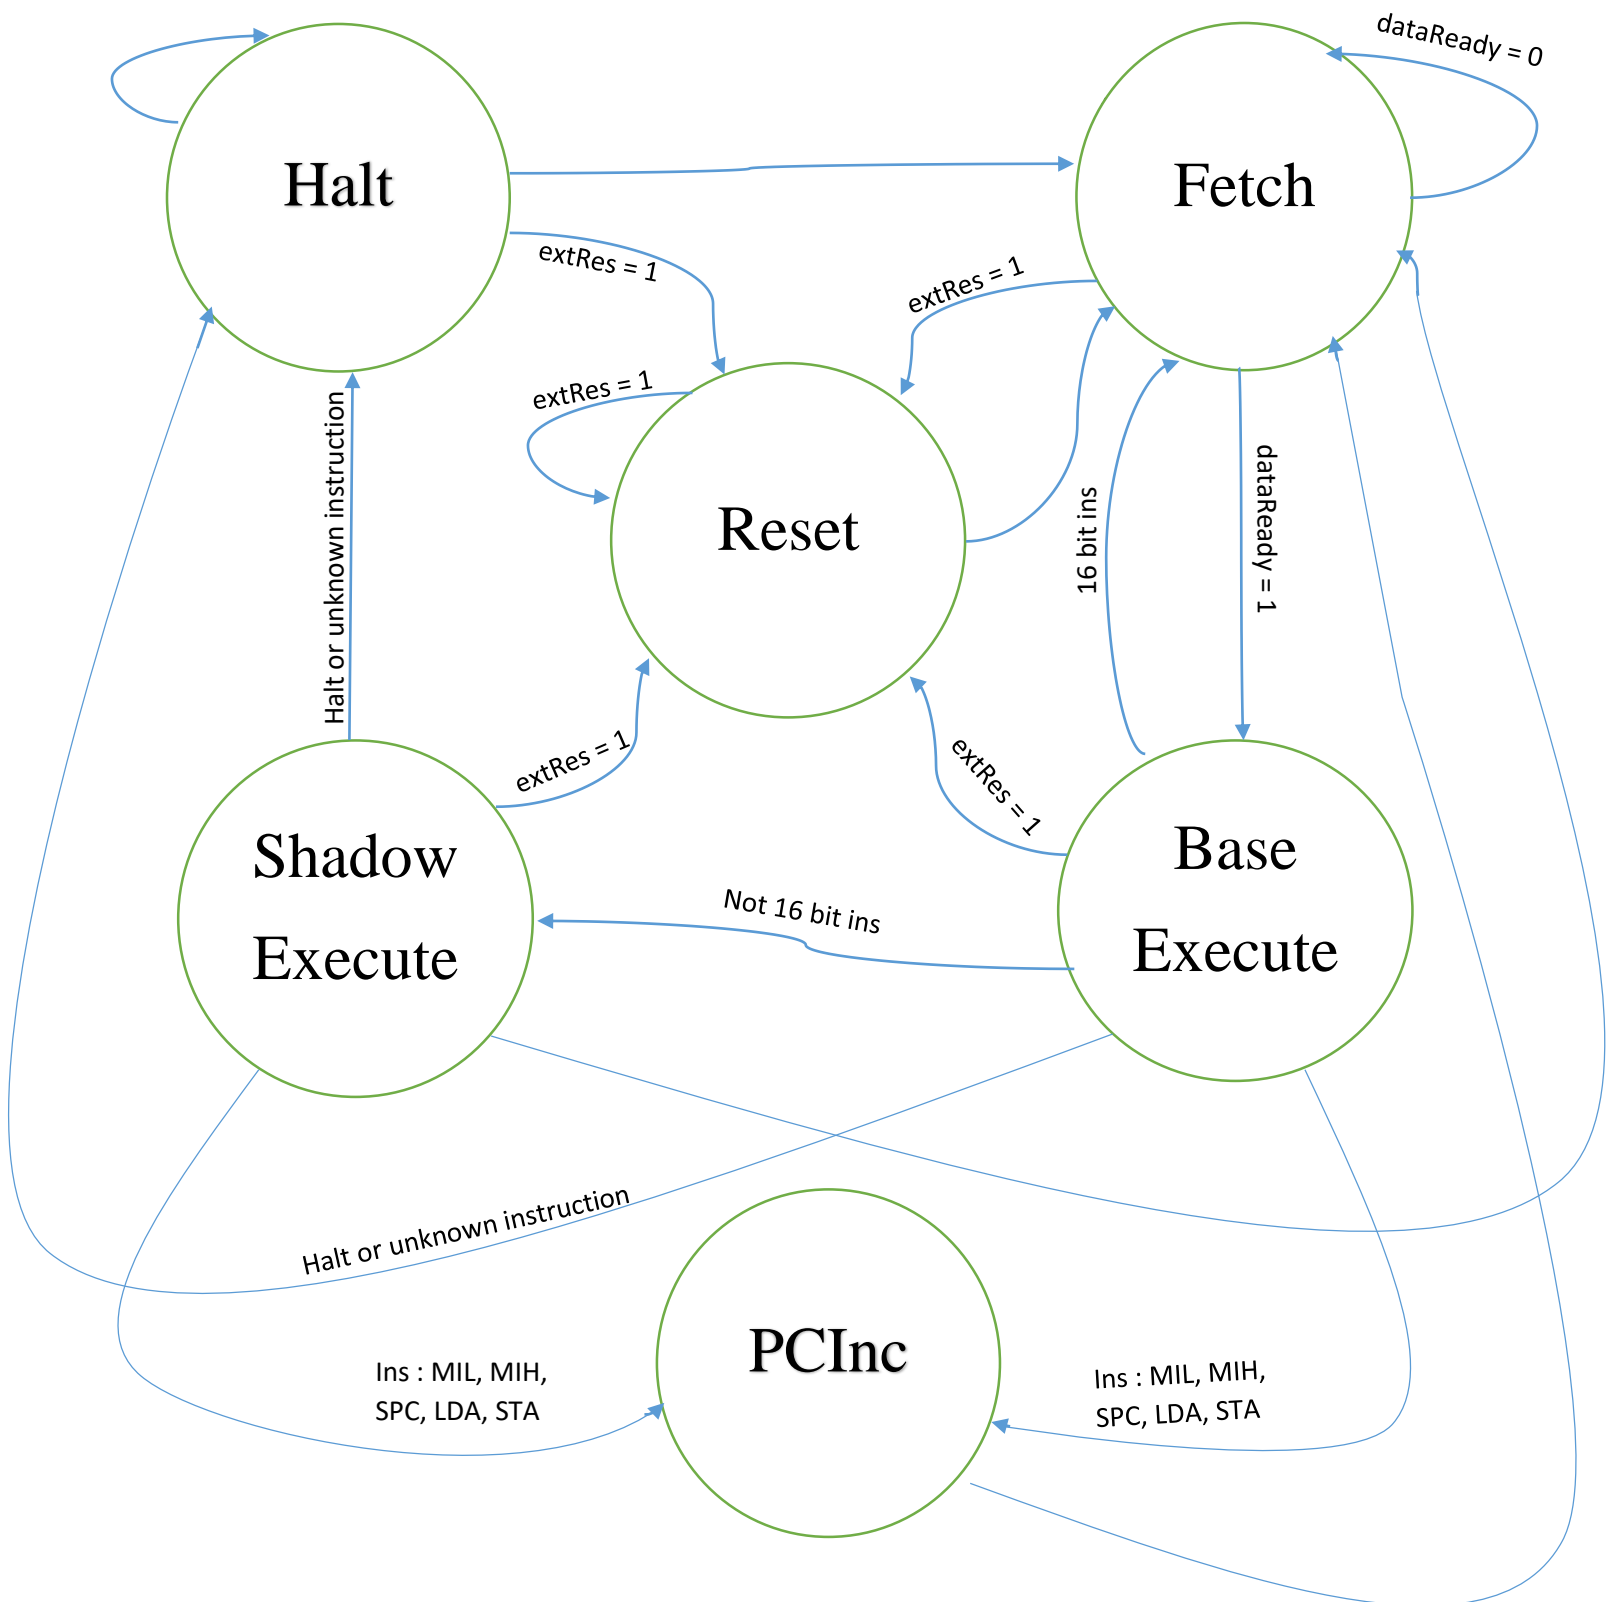 dataReady = 0
Halt
Fetch
extRes = 1
extRes = 1
extRes = 1
Halt or unknown instruction
Reset
16 bit ins
dataReady = 1
extRes = 1
extRes = 1
Shadow
Execute
Base
Execute
Not 16 bit ins
Halt or unknown instruction
PCInc
Ins : MIL, MIH,
SPC, LDA, STA
Ins : MIL, MIH,
SPC, LDA, STA